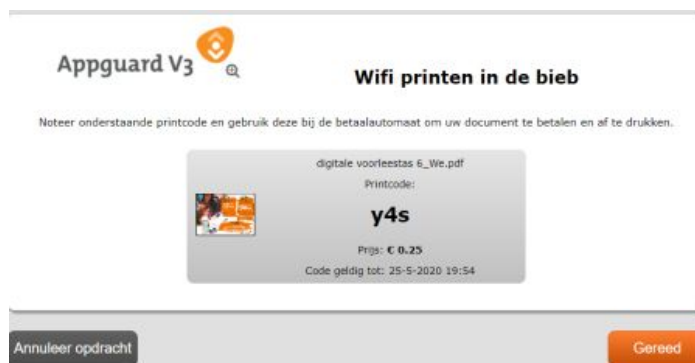 Appguard V3
Wifi printen in de bieb
Noteer onderstaande printcode en gebruik deze bij de betaalautomaat om uw document te betalen en af te drukken.
digitale voorleestas 6_We.pdf
Printcode:
y4s
Prijs: € 0.25
Code geldig tot: 25-5-2020 19:54
Annuleer opdracht
Gereed